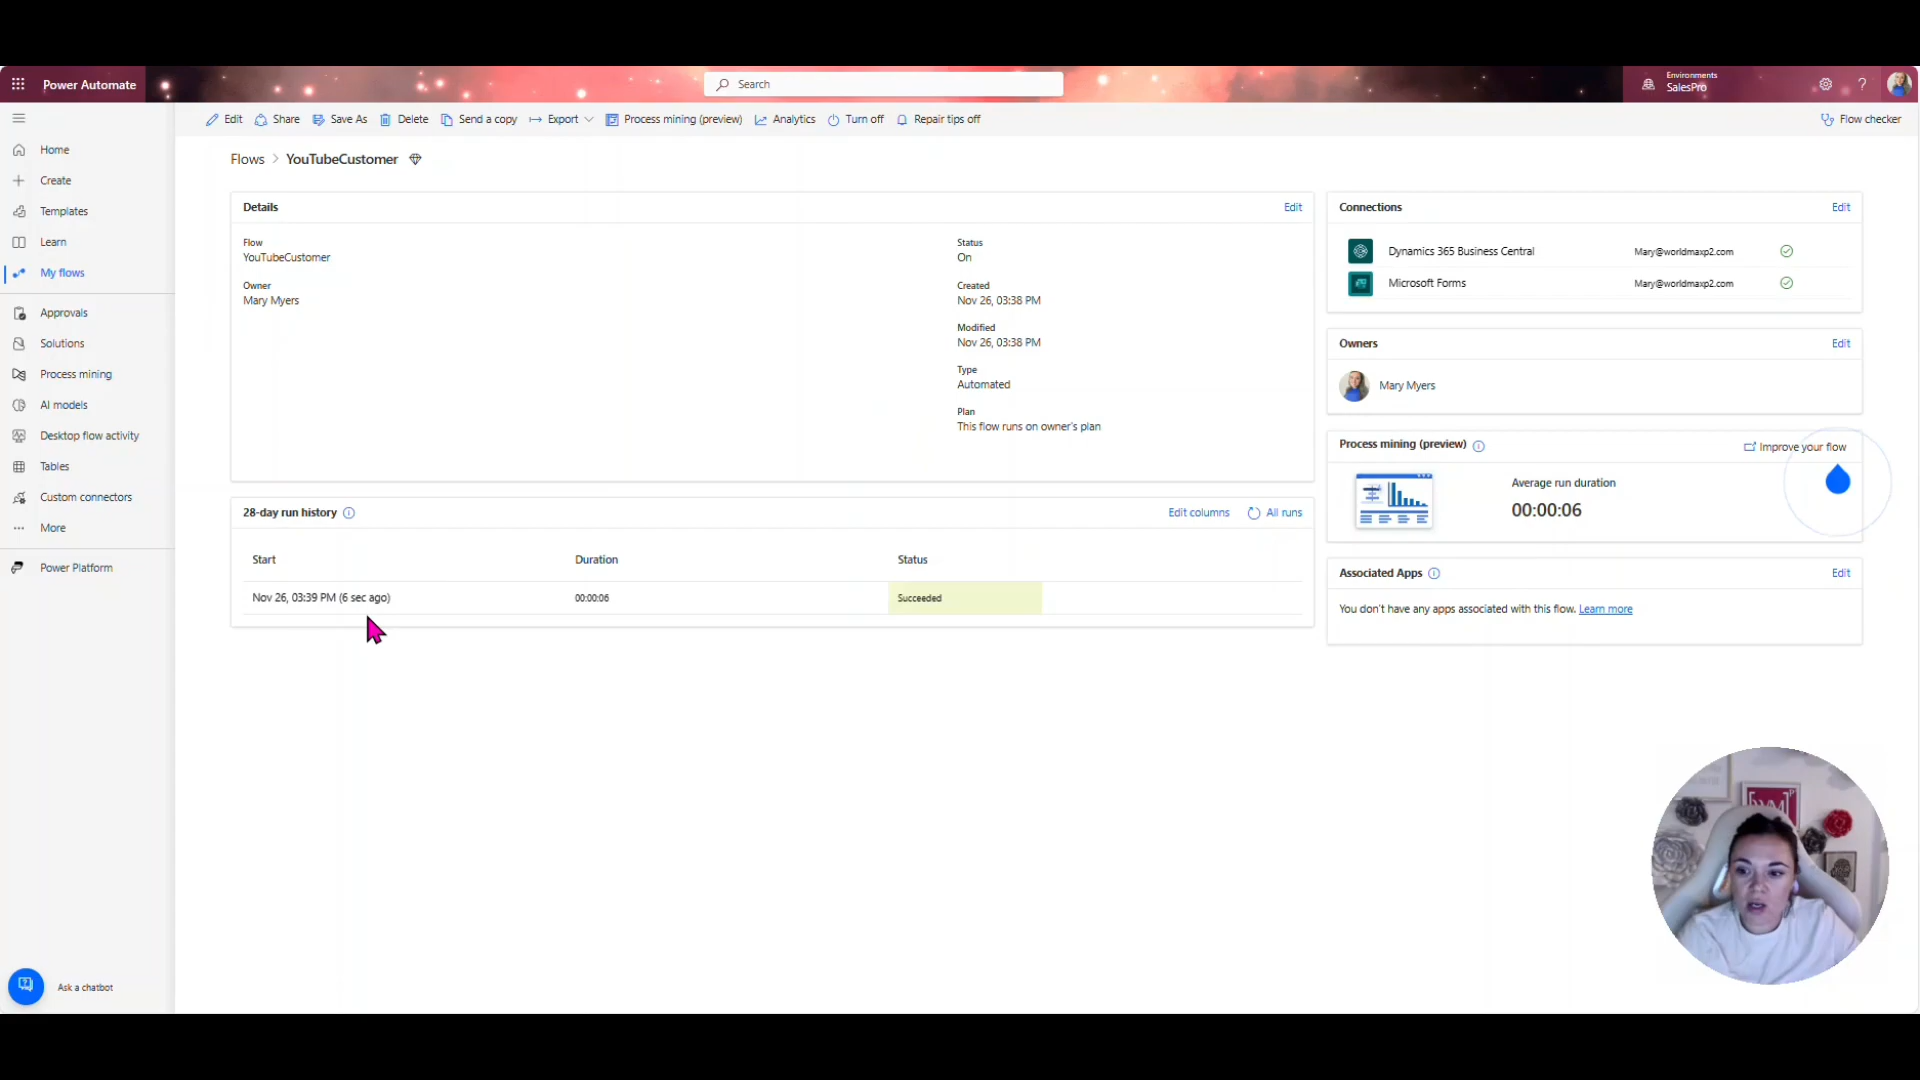 Power Automate
Search
Environments
SalesPro
Edit
Share
Save As
Delete
Send a copy
Export
Process mining (preview)
Analytics
Turn off
Repair tips off
Flow checker
Home
Create
Templates
Learn
My flows
Approvals
Solutions
Process mining
AI models
Desktop flow activity
Tables
Custom connectors
More
Power Platform
Ask a chatbot
Flows > YouTubeCustomer
Details
Edit
Flow
YouTubeCustomer
Owner
Mary Myers
Status
On
Created
Nov 26, 03:38 PM
Modified
Nov 26, 03:38 PM
Type
Automated
Plan
This flow runs on owner's plan
28-day run history
Edit columns
All runs
Start
Duration
Status
Nov 26, 03:39 PM (6 sec ago)
00:00:06
Succeeded
Connections
Edit
Dynamics 365 Business Central
Mary@worldmaxp2.com
Microsoft Forms
Mary@worldmaxp2.com
Owners
Edit
Mary Myers
Process mining (preview)
Improve your flow
Average run duration
00:00:06
Associated Apps
Edit
You don't have any apps associated with this flow. Learn more